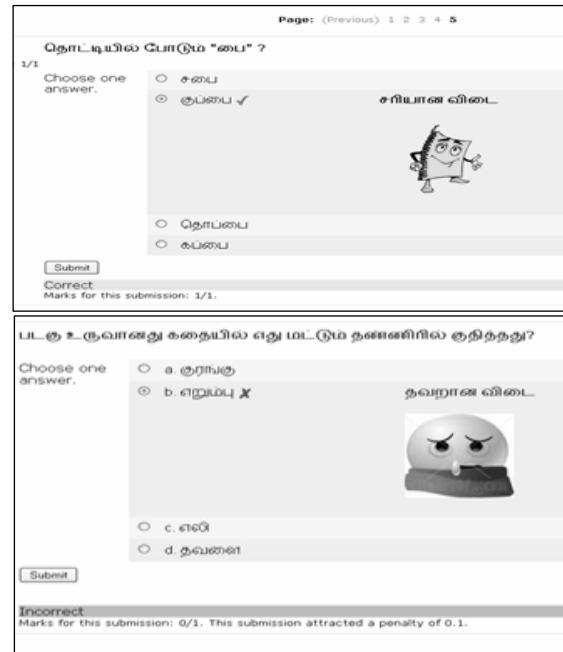 Page: (Previous) 1 2 3 4 5
தொட்டியில் போடும் "பை" ?
1/1
Choose one answer.
சபை
குப்பை ✓ சரியான விடை
தொப்பை
கப்பை
Submit
Correct
Marks for this submission: 1/1.
படகு உருவானது கதையில் எது மட்டும் தண்ணிரில் குதித்தது?
Choose one answer.
a. குரங்கு
b. எறும்பு ✗ தவறான விடை
c. எலி
d. தவளை
Submit
Incorrect
Marks for this submission: 0/1. This submission attracted a penalty of 0.1.